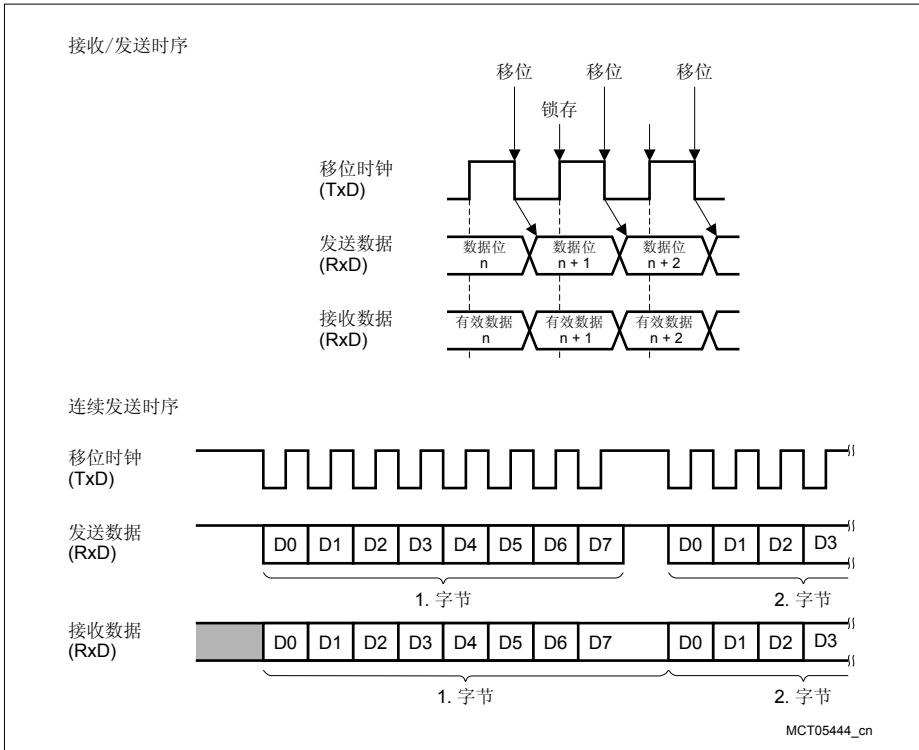 接收/发送时序
移位 移位 移位
锁存
移位时钟
(TxD)
发送数据
(RxD)
数据位 数据位 数据位
n n + 1 n + 2
接收数据
(RxD)
有效数据 有效数据 有效数据
n n + 1 n + 2
连续发送时序
移位时钟
(TxD)
发送数据
(RxD)
D0 D1 D2 D3 D4 D5 D6 D7 D0 D1 D2 D3
1. 字节 2. 字节
接收数据
(RxD)
D0 D1 D2 D3 D4 D5 D6 D7 D0 D1 D2 D3
1. 字节 2. 字节
MCT05444_cn